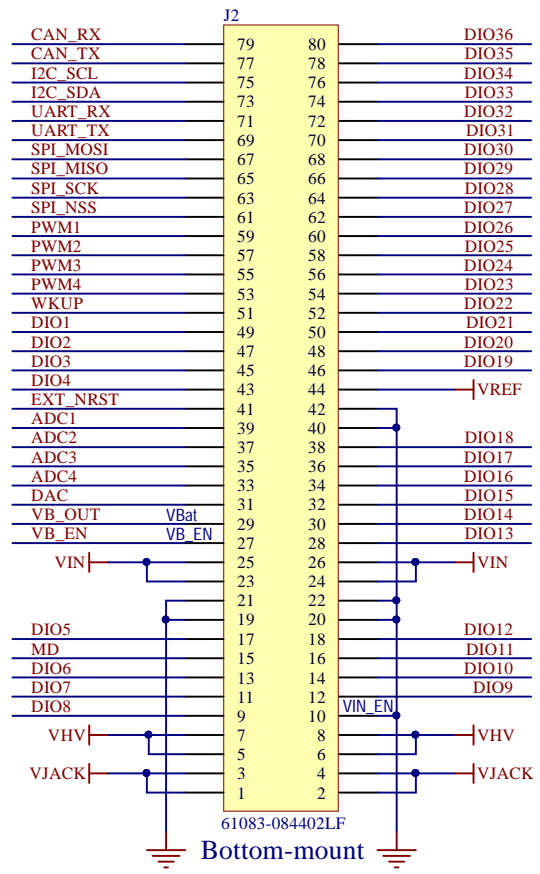 J2
CAN_RX 79 80 DIO36
CAN_TX 77 78 DIO35
I2C_SCL 75 76 DIO34
I2C_SDA 73 74 DIO33
UART_RX 71 72 DIO32
UART_TX 69 70 DIO31
SPI_MOSI 67 68 DIO30
SPI_MISO 65 66 DIO29
SPI_SCK 63 64 DIO28
SPI_NSS 61 62 DIO27
PWM1 59 60 DIO26
PWM2 57 58 DIO25
PWM3 55 56 DIO24
PWM4 53 54 DIO23
WKUP 51 52 DIO22
DIO1 49 50 DIO21
DIO2 47 48 DIO20
DIO3 45 46 DIO19
DIO4 43 44 VREF
EXT_NRST 41 42
ADC1 39 40
ADC2 37 38 DIO18
ADC3 35 36 DIO17
ADC4 33 34 DIO16
DAC 31 32 DIO15
VB_OUT VBat 29 30 DIO14
VB_EN VB_EN 27 28 DIO13
VIN 25 26 VIN
23 24
21 22
19 20
DIO5 17 18 DIO12
MD 15 16 DIO11
DIO6 13 14 DIO10
DIO7 11 12 DIO9
DIO8 9 10 VIN_EN
VHV 7 8 VHV
5 6
VJACK 3 4 VJACK
1 2
61083-084402LF
Bottom-mount